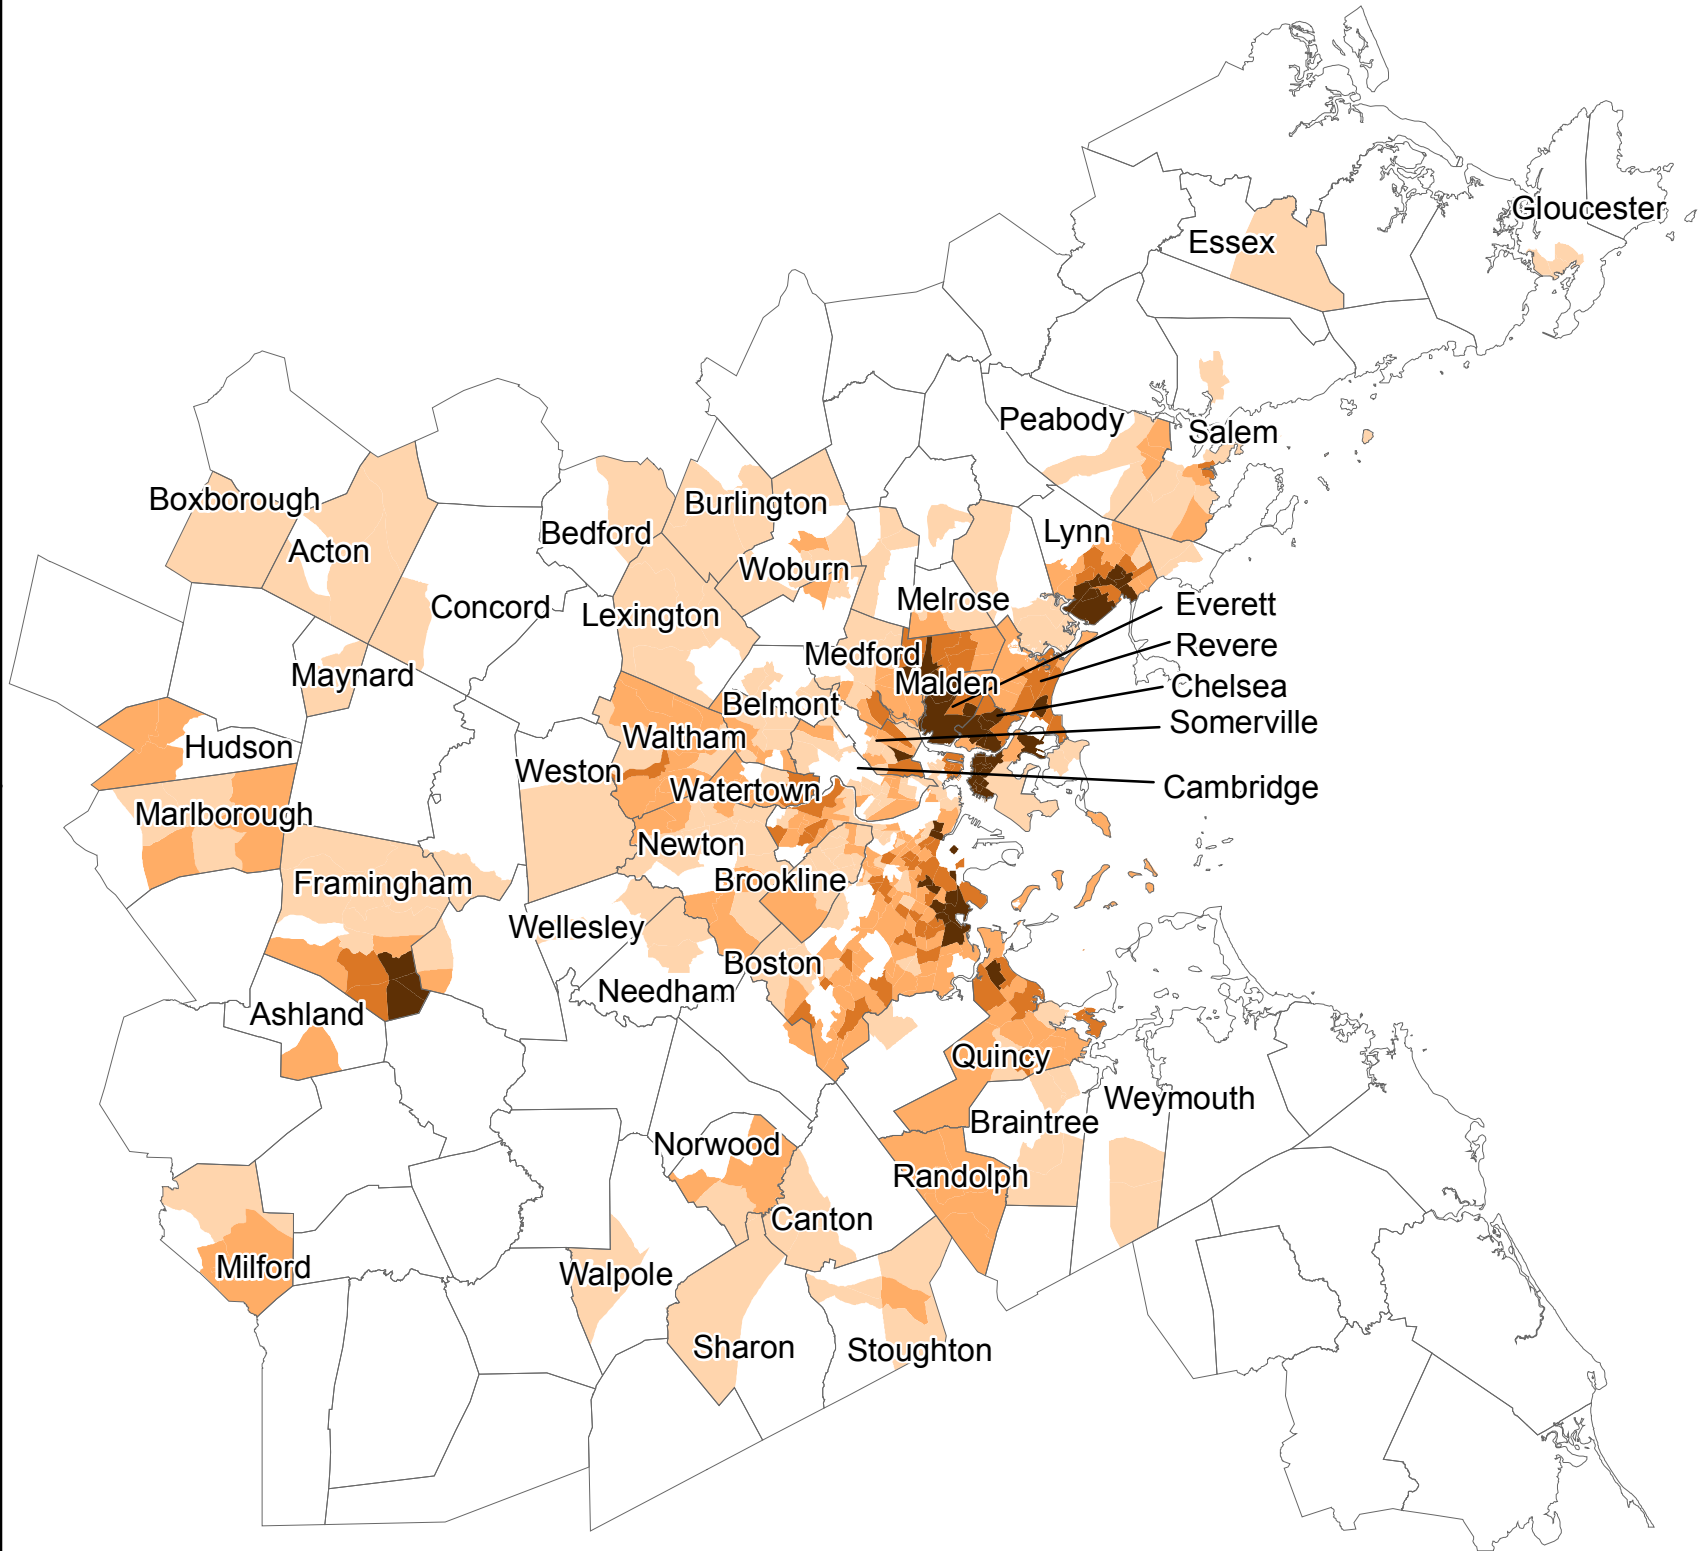 Gloucester
Essex
Peabody
Salem
Boxborough
Burlington
Lynn
Bedford
Acton
Woburn
Melrose
Everett
Concord
Lexington
Revere
Medford
Maynard
Malden
Chelsea
Belmont
Somerville
Waltham
Hudson
Weston
Watertown
Cambridge
Marlborough
Newton
Framingham
Brookline
Wellesley
Boston
Needham
Ashland
Quincy
Weymouth
Braintree
Norwood
Randolph
Canton
Milford
Walpole
Sharon
Stoughton